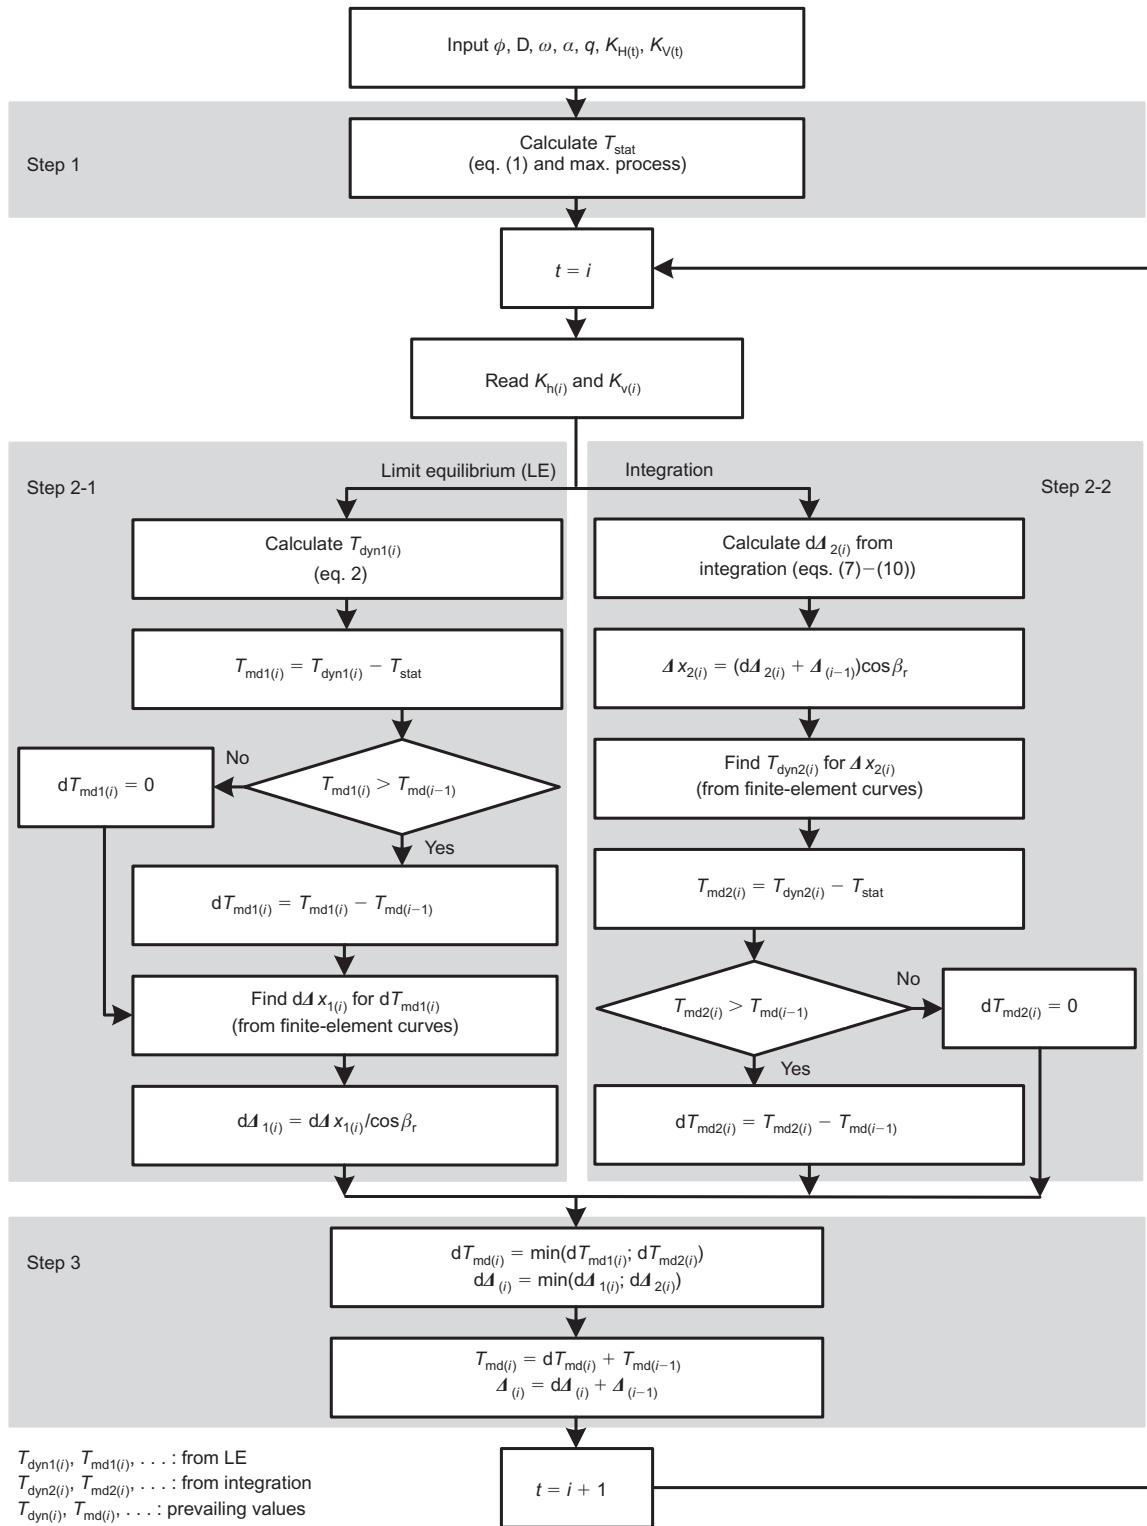 Input ϕ, D, ω, α, q, K_H(t), K_V(t)
Step 1
Calculate T_stat
(eq. (1) and max. process)
t = i
Read K_h(i) and K_v(i)
Step 2-1
Limit equilibrium (LE)
Calculate T_dyn1(i)
(eq. 2)
T_md1(i) = T_dyn1(i) − T_stat
T_md1(i) > T_md(i−1)
No
dT_md1(i) = 0
Yes
dT_md1(i) = T_md1(i) − T_md(i−1)
Find dΔx_1(i) for dT_md1(i)
(from finite-element curves)
dΔ_1(i) = dΔx_1(i)/cosβ_r
Integration
Step 2-2
Calculate dΔ_2(i) from
integration (eqs. (7)−(10))
Δx_2(i) = (dΔ_2(i) + Δ_(i−1))cosβ_r
Find T_dyn2(i) for Δx_2(i)
(from finite-element curves)
T_md2(i) = T_dyn2(i) − T_stat
T_md2(i) > T_md(i−1)
No
dT_md2(i) = 0
Yes
dT_md2(i) = T_md2(i) − T_md(i−1)
Step 3
dT_md(i) = min(dT_md1(i); dT_md2(i))
dΔ_(i) = min(dΔ_1(i); dΔ_2(i))
T_md(i) = dT_md(i) + T_md(i−1)
Δ_(i) = dΔ_(i) + Δ_(i−1)
t = i + 1
T_dyn1(i), T_md1(i), . . . : from LE
T_dyn2(i), T_md2(i), . . . : from integration
T_dyn(i), T_md(i), . . . : prevailing values